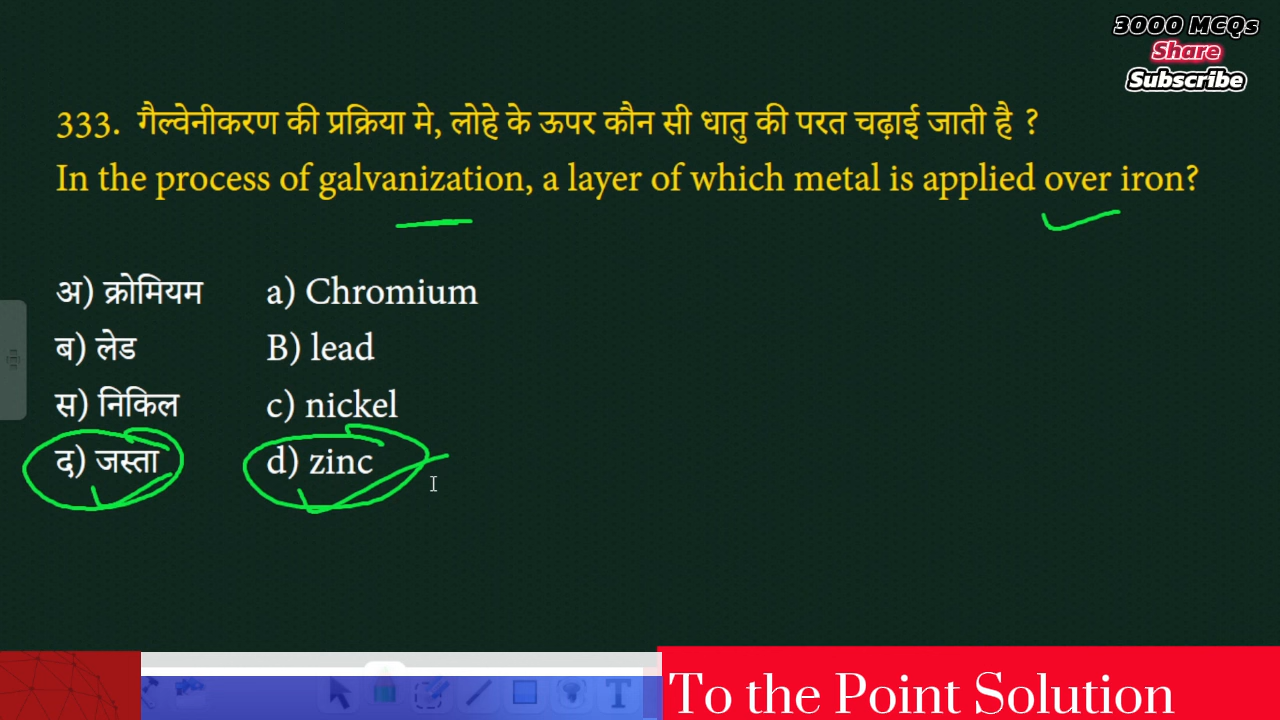 3000 MCQs
Share
Subscribe
333. गैल्वेनीकरण की प्रक्रिया मे, लोहे के ऊपर कौन सी धातु की परत चढ़ाई जाती है ?
In the process of galvanization, a layer of which metal is applied over iron?
अ) क्रोमियम a) Chromium
ब) लेड B) lead
स) निकिल c) nickel
द) जस्ता d) zinc
T
To the Point Solution